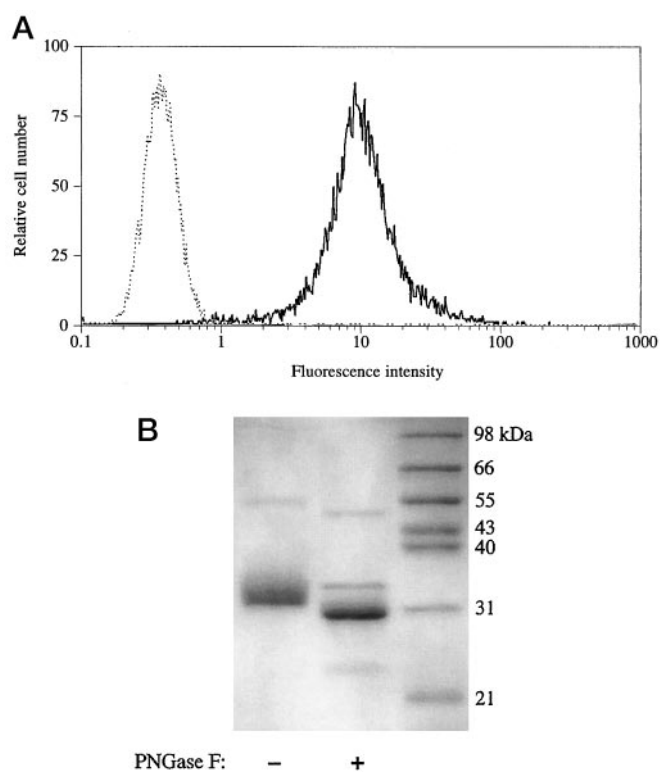 A
100
75
50
25
0
Relative cell number
0.1 1 10 100 1000
Fluorescence intensity
B
98 kDa
66
55
43
40
31
21
PNGase F: − +